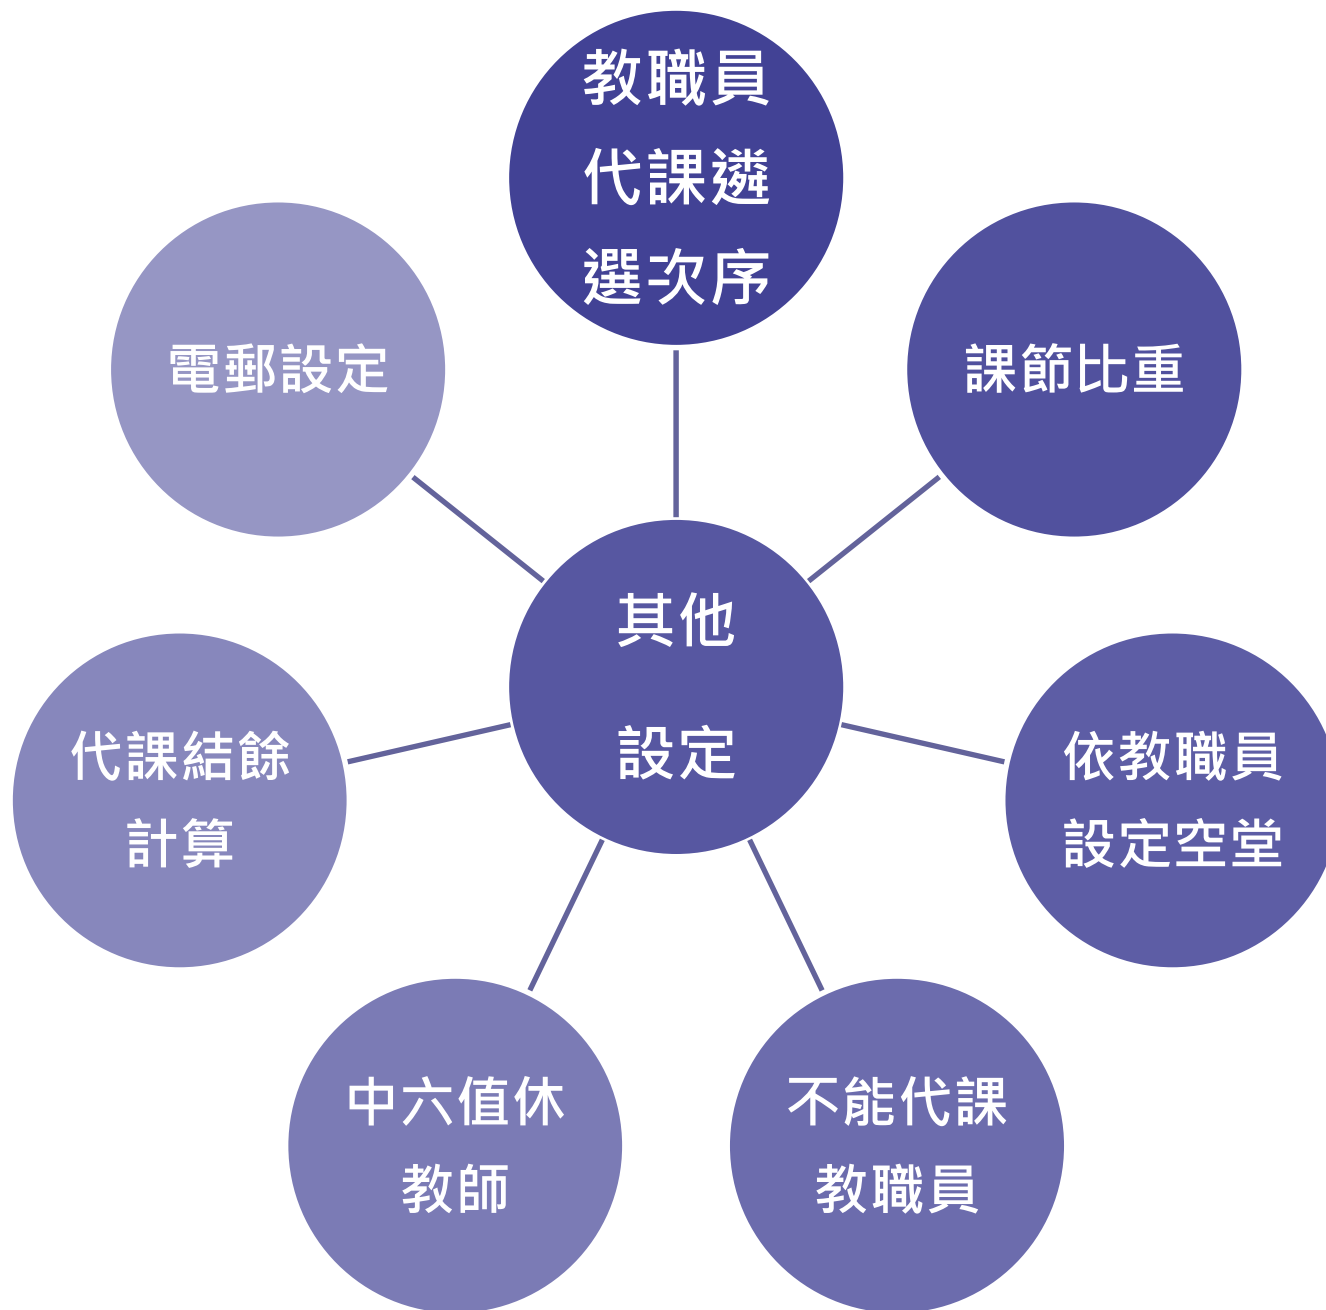 教職員
代課遴
選次序
電郵設定
課節比重
其他
設定
代課結餘
計算
依教職員
設定空堂
中六值休
教師
不能代課
教職員